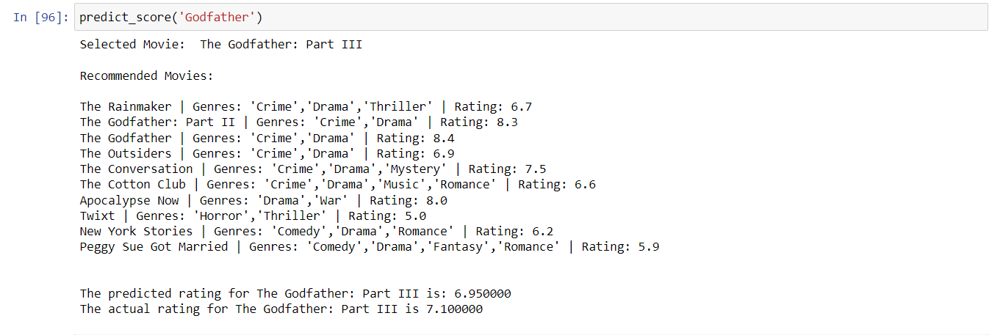 In [96]: predict_score('Godfather')
Selected Movie:  The Godfather: Part III
Recommended Movies:
The Rainmaker | Genres: 'Crime','Drama','Thriller' | Rating: 6.7
The Godfather: Part II | Genres: 'Crime','Drama' | Rating: 8.3
The Godfather | Genres: 'Crime','Drama' | Rating: 8.4
The Outsiders | Genres: 'Crime','Drama' | Rating: 6.9
The Conversation | Genres: 'Crime','Drama','Mystery' | Rating: 7.5
The Cotton Club | Genres: 'Crime','Drama','Music','Romance' | Rating: 6.6
Apocalypse Now | Genres: 'Drama','War' | Rating: 8.0
Twixt | Genres: 'Horror','Thriller' | Rating: 5.0
New York Stories | Genres: 'Comedy','Drama','Romance' | Rating: 6.2
Peggy Sue Got Married | Genres: 'Comedy','Drama','Fantasy','Romance' | Rating: 5.9
The predicted rating for The Godfather: Part III is: 6.950000
The actual rating for The Godfather: Part III is 7.100000